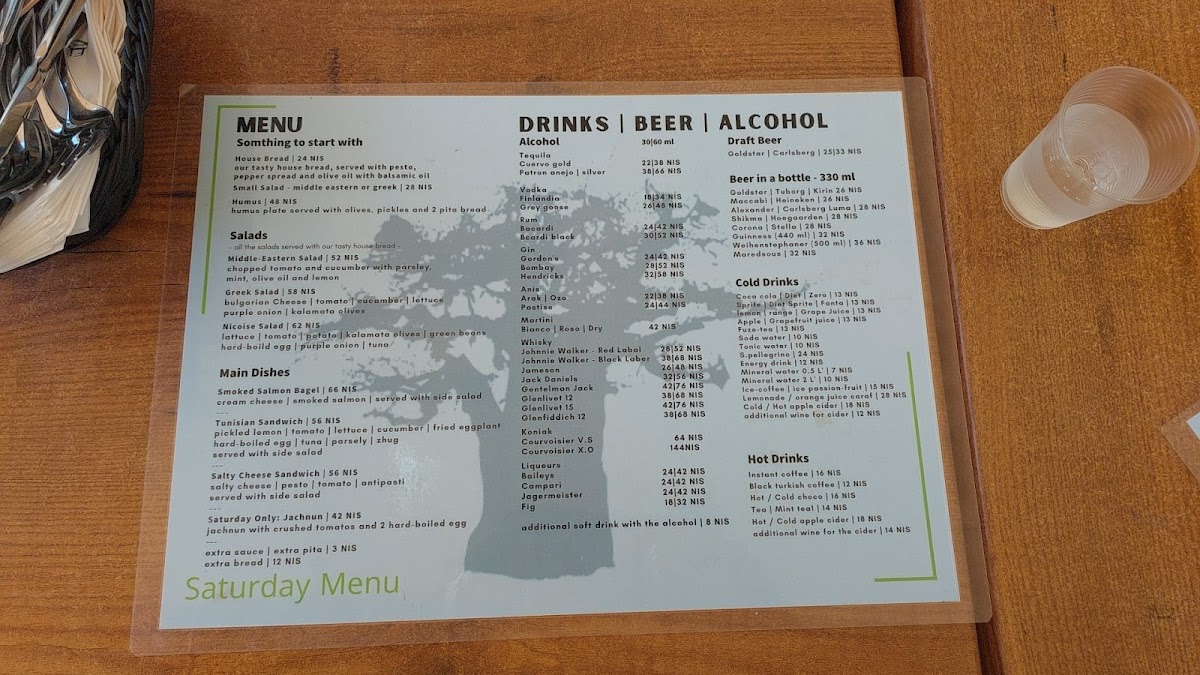 MENU
Somthing to start with
House Bread | 24 NIS
our tasty house bread, served with pesto,
pepper spread and olive oil with balsamic oil
Small Salad - middle eastern or greek | 28 NIS
Humus | 48 NIS
humus plate served with olives, pickles and 2 pita bread
Salads
- all the salads served with our tasty house bread -
Middle-Eastern Salad | 52 NIS
chopped tomato and cucumber with parsley,
mint, olive oil and lemon
Greek Salad | 58 NIS
bulgarian Cheese | tomato | cucumber | lettuce
purple onion | kalamata olives
Nicoise Salad | 62 NIS
lattuce | tomato | potato | kalamata olives | green beans
hard-boild egg | purple onion | tuna
Main Dishes
Smoked Salmon Bagel | 66 NIS
cream cheese | smoked salmon | served with side salad
---
Tunisian Sandwich | 56 NIS
pickled lemon | tomato | lettuce | cucumber | fried eggplant
hard-boiled egg | tuna | parsely | zhug
served with side salad
---
Salty Cheese Sandwich | 56 NIS
salty cheese | pesto | tomato | antipasti
served with side salad
---
Saturday Only: Jachnun | 42 NIS
jachnun with crushed tomatos and 2 hard-boiled egg
---
extra sauce | extra pita | 3 NIS
extra bread | 12 NIS
Saturday Menu
DRINKS | BEER | ALCOHOL
Alcohol 30|60 ml
Tequila
Cuervo gold 22|38 NIS
Patron anejo | silver 38|66 NIS
Vodka
Finlandia 18|34 NIS
Grey goose 26|48 NIS
Rum
Bacardi 24|42 NIS
Bcardi black 30|52 NIS
Gin
Gordon's 24|42 NIS
Bombay 29|52 NIS
Hendricks 32|58 NIS
Anis
Arak | Ozo 22|38 NIS
Pastise 24|44 NIS
Martini
Bianco | Roso | Dry 42 NIS
Whisky
Johnnie Walker - Red Labal 28|52 NIS
Johnnie Walker - Black Laber 38|68 NIS
Jameson 26|48 NIS
Jack Daniels 32|56 NIS
Gentelman Jack 42|76 NIS
Glenlivet 12 38|68 NIS
Glenlivet 15 42|76 NIS
Glenfiddich 12 38|68 NIS
Koniak
Courvoisier V.S 64 NIS
Courvoisier X.O 144NIS
Liqueurs
Baileys 24|42 NIS
Campari 24|42 NIS
Jagermeister 24|42 NIS
Fig 18|32 NIS
additional soft drink with the alcohol | 8 NIS
Draft Beer
Goldstar | Carlsberg | 25|33 NIS
Beer in a bottle - 330 ml
Goldstar | Tuborg | Kirin 26 NIS
Maccabi | Heineken | 26 NIS
Alexander | Carlsberg Luma | 28 NIS
Shikma | Hoegaarden | 28 NIS
Corona | Stella | 28 NIS
Guinness (440 ml) | 32 NIS
Weihenstephaner (500 ml) | 36 NIS
Maredsous | 32 NIS
Cold Drinks
Coca cola | Diet | Zero | 13 NIS
Sprite | Diet Sprite | Fanta | 13 NIS
lemon | range | Grape Juice | 13 NIS
Apple | Grapefruit juice | 13 NIS
Fuze-tea | 13 NIS
Soda water | 10 NIS
Tonic water | 10 NIS
S.pellegrino | 24 NIS
Energy drink | 12 NIS
Mineral water 0.5 L' | 7 NIS
Mineral water 2 L' | 10 NIS
Ice-coffee | ice passion-fruit | 15 NIS
Lemonade / orange juice caraf | 28 NIS
Cold / Hot apple cider | 18 NIS
additional wine for cider | 12 NIS
Hot Drinks
Instant coffee | 16 NIS
Black turkish coffee | 12 NIS
Hot / Cold choco | 16 NIS
Tea | Mint teal | 14 NIS
Hot / Cold apple cider | 18 NIS
additional wine for the cider | 14 NIS